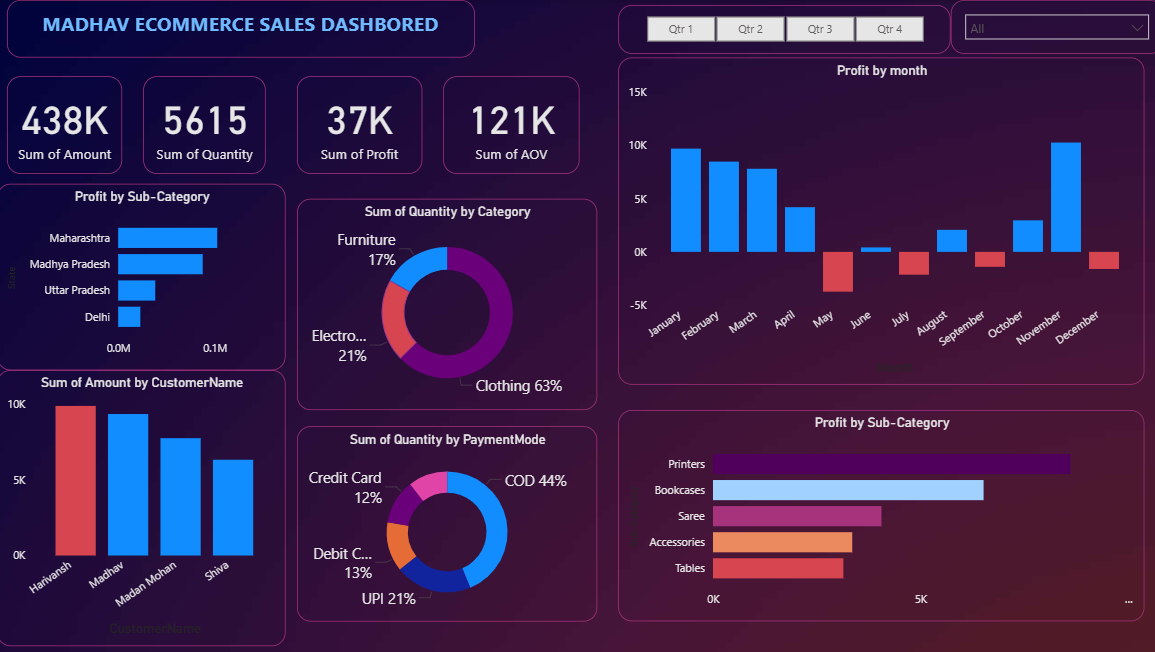 MADHAV ECOMMERCE SALES DASHBORED
Qtr 1
Qtr 2
Qtr 3
Qtr 4
All
438K
Sum of Amount
5615
Sum of Quantity
37K
Sum of Profit
121K
Sum of AOV
Profit by month
15K
10K
5K
0K
-5K
January
February
March
April
May
June
July
August
September
October
November
December
Profit by Sub-Category
State
Maharashtra
Madhya Pradesh
Uttar Pradesh
Delhi
0.0M
0.1M
Sum of Quantity by Category
Furniture
17%
Electro...
21%
Clothing 63%
Sum of Amount by CustomerName
10K
5K
0K
Harivansh
Madhav
Madan Mohan
Shiva
CustomerName
Sum of Quantity by PaymentMode
Credit Card
12%
COD 44%
Debit C...
13%
UPI 21%
Profit by Sub-Category
Printers
Bookcases
Saree
Accessories
Tables
0K
5K
...